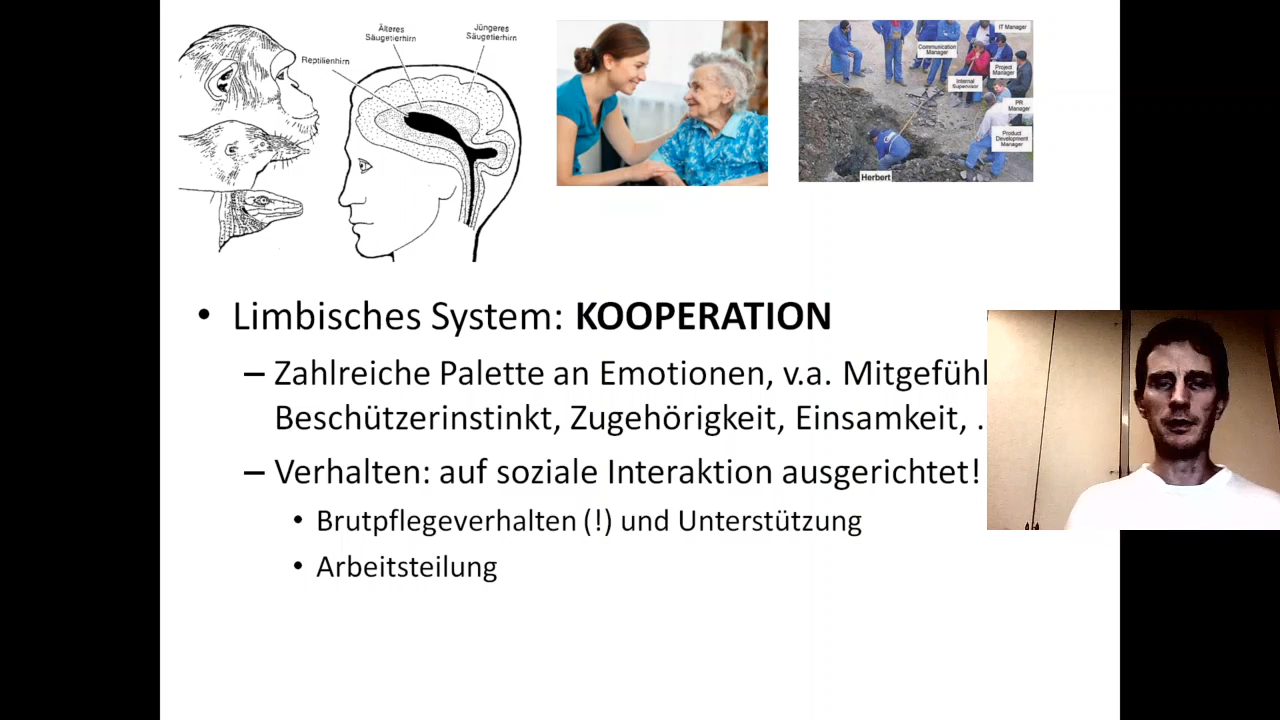 Älteres
Säugetierhirn
Jüngeres
Säugetierhirn
Reptilienhirn
IT Manager
Communication
Manager
Project
Manager
Internal
Supervisor
PR
Manager
Product
Development
Manager
Herbert
• Limbisches System: KOOPERATION
– Zahlreiche Palette an Emotionen, v.a. Mitgefühl
Beschützerinstinkt, Zugehörigkeit, Einsamkeit, .
– Verhalten: auf soziale Interaktion ausgerichtet!
• Brutpflegeverhalten (!) und Unterstützung
• Arbeitsteilung